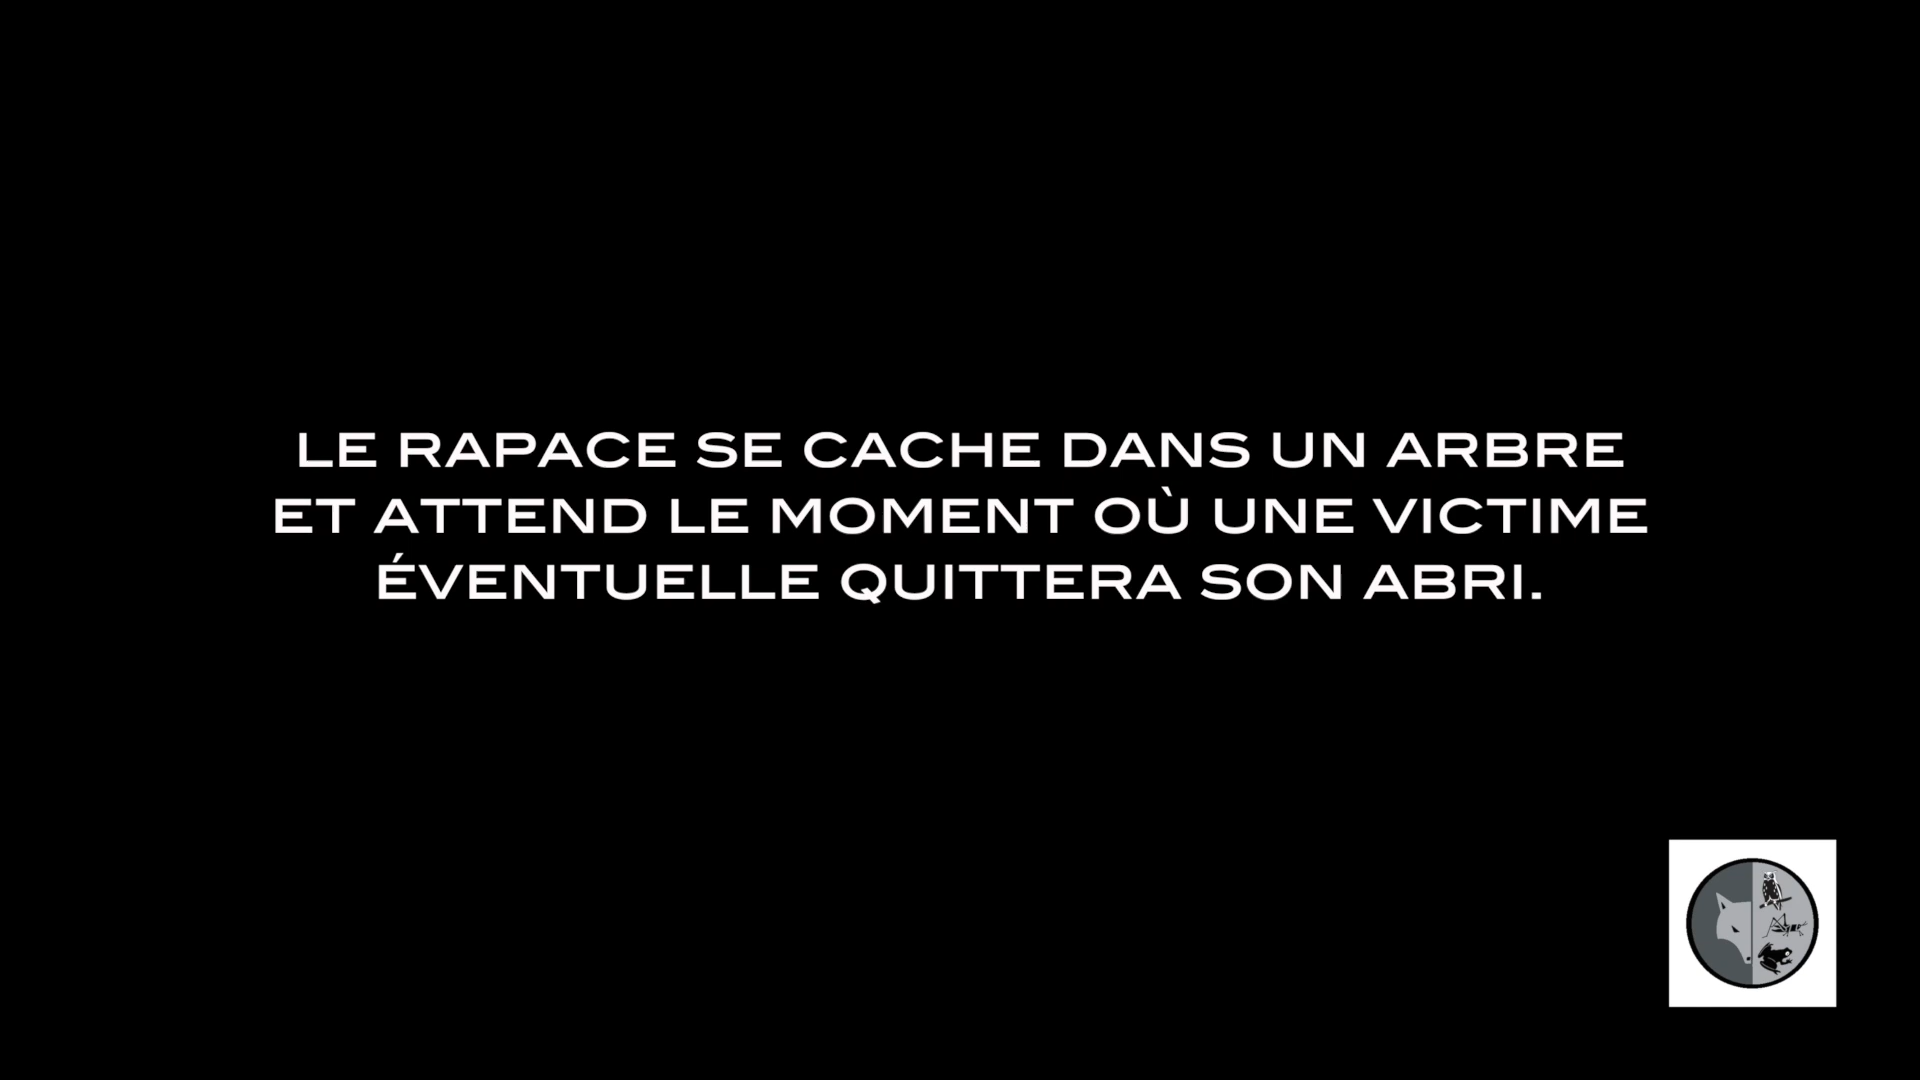 LE RAPACE SE CACHE DANS UN ARBRE
ET ATTEND LE MOMENT OÙ UNE VICTIME
ÉVENTUELLE QUITTERA SON ABRI.